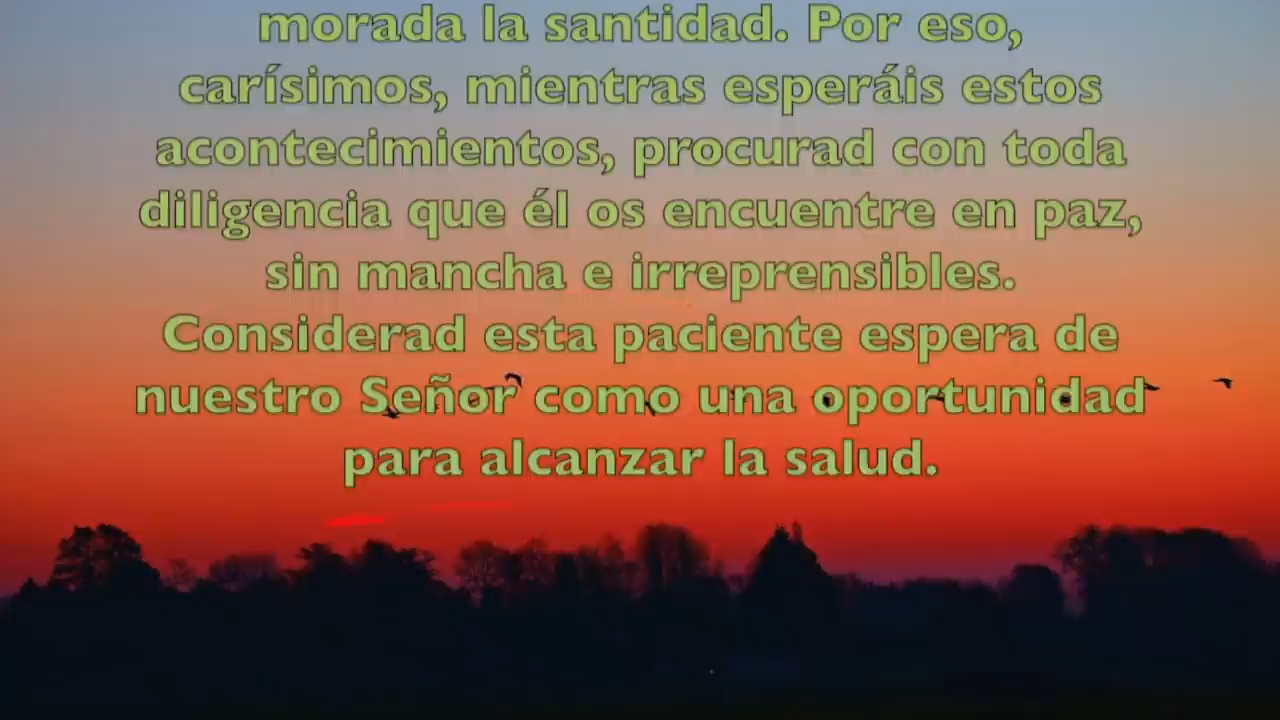 morada la santidad. Por eso,
carísimos, mientras esperáis estos
acontecimientos, procurad con toda
diligencia que él os encuentre en paz,
sin mancha e irreprensibles.
Considerad esta paciente espera de
nuestro Señor como una oportunidad
para alcanzar la salud.